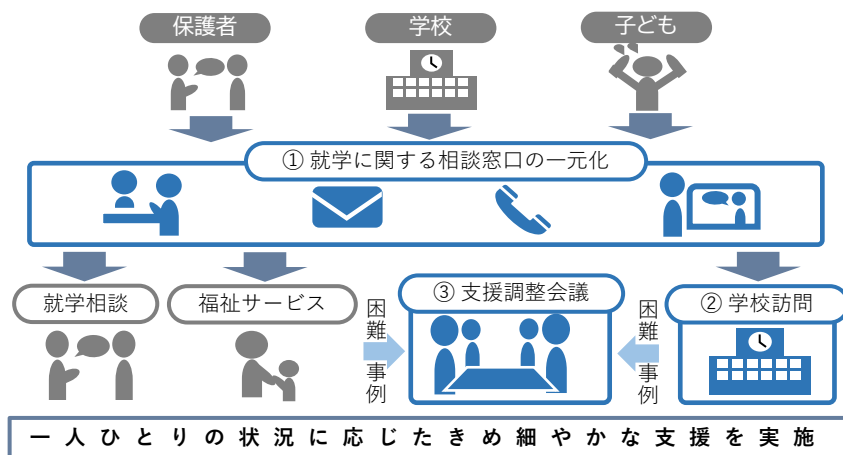 保護者
学校
子ども
① 就学に関する相談窓口の一元化
就学相談
福祉サービス
③ 支援調整会議
② 学校訪問
困難事例
困難事例
一人ひとりの状況に応じたきめ細やかな支援を実施